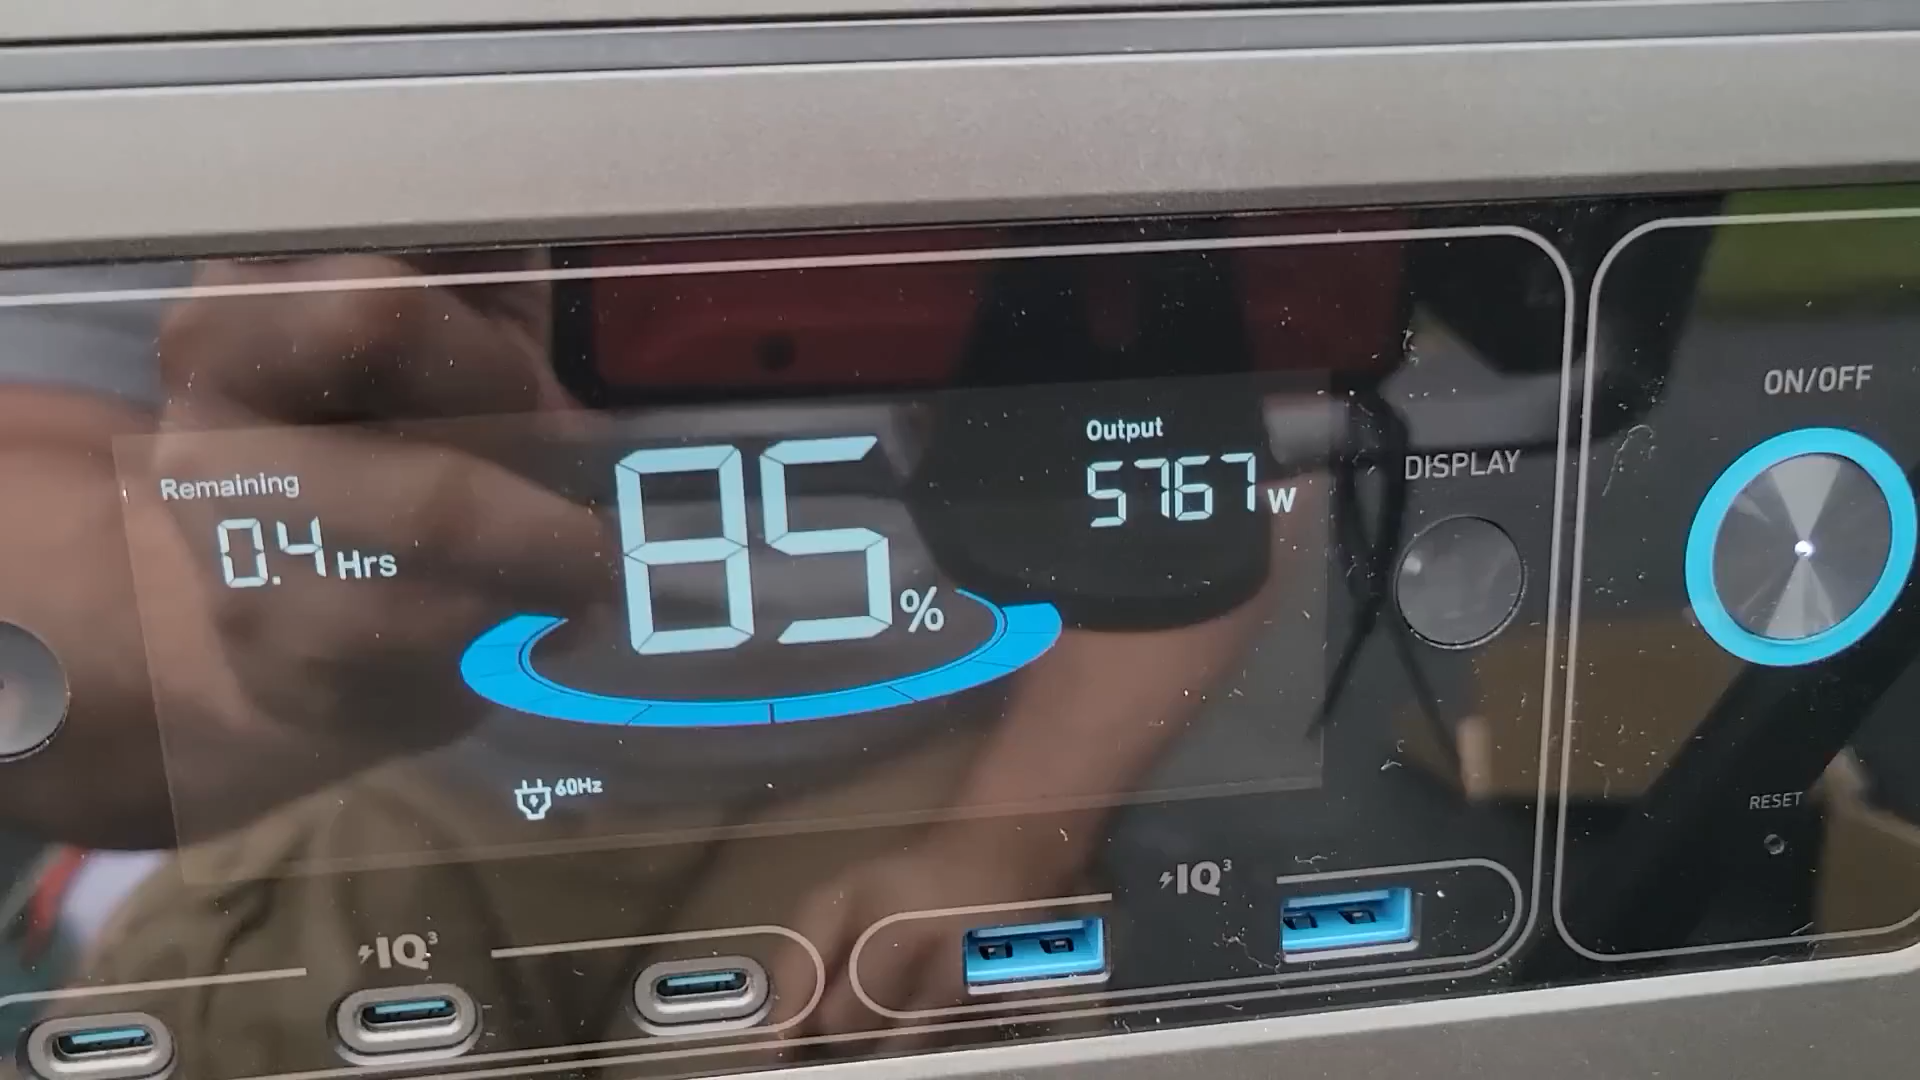 Remaining
0.4 Hrs
85%
Output
5767 w
DISPLAY
ON/OFF
60Hz
RESET
IQ³
IQ³